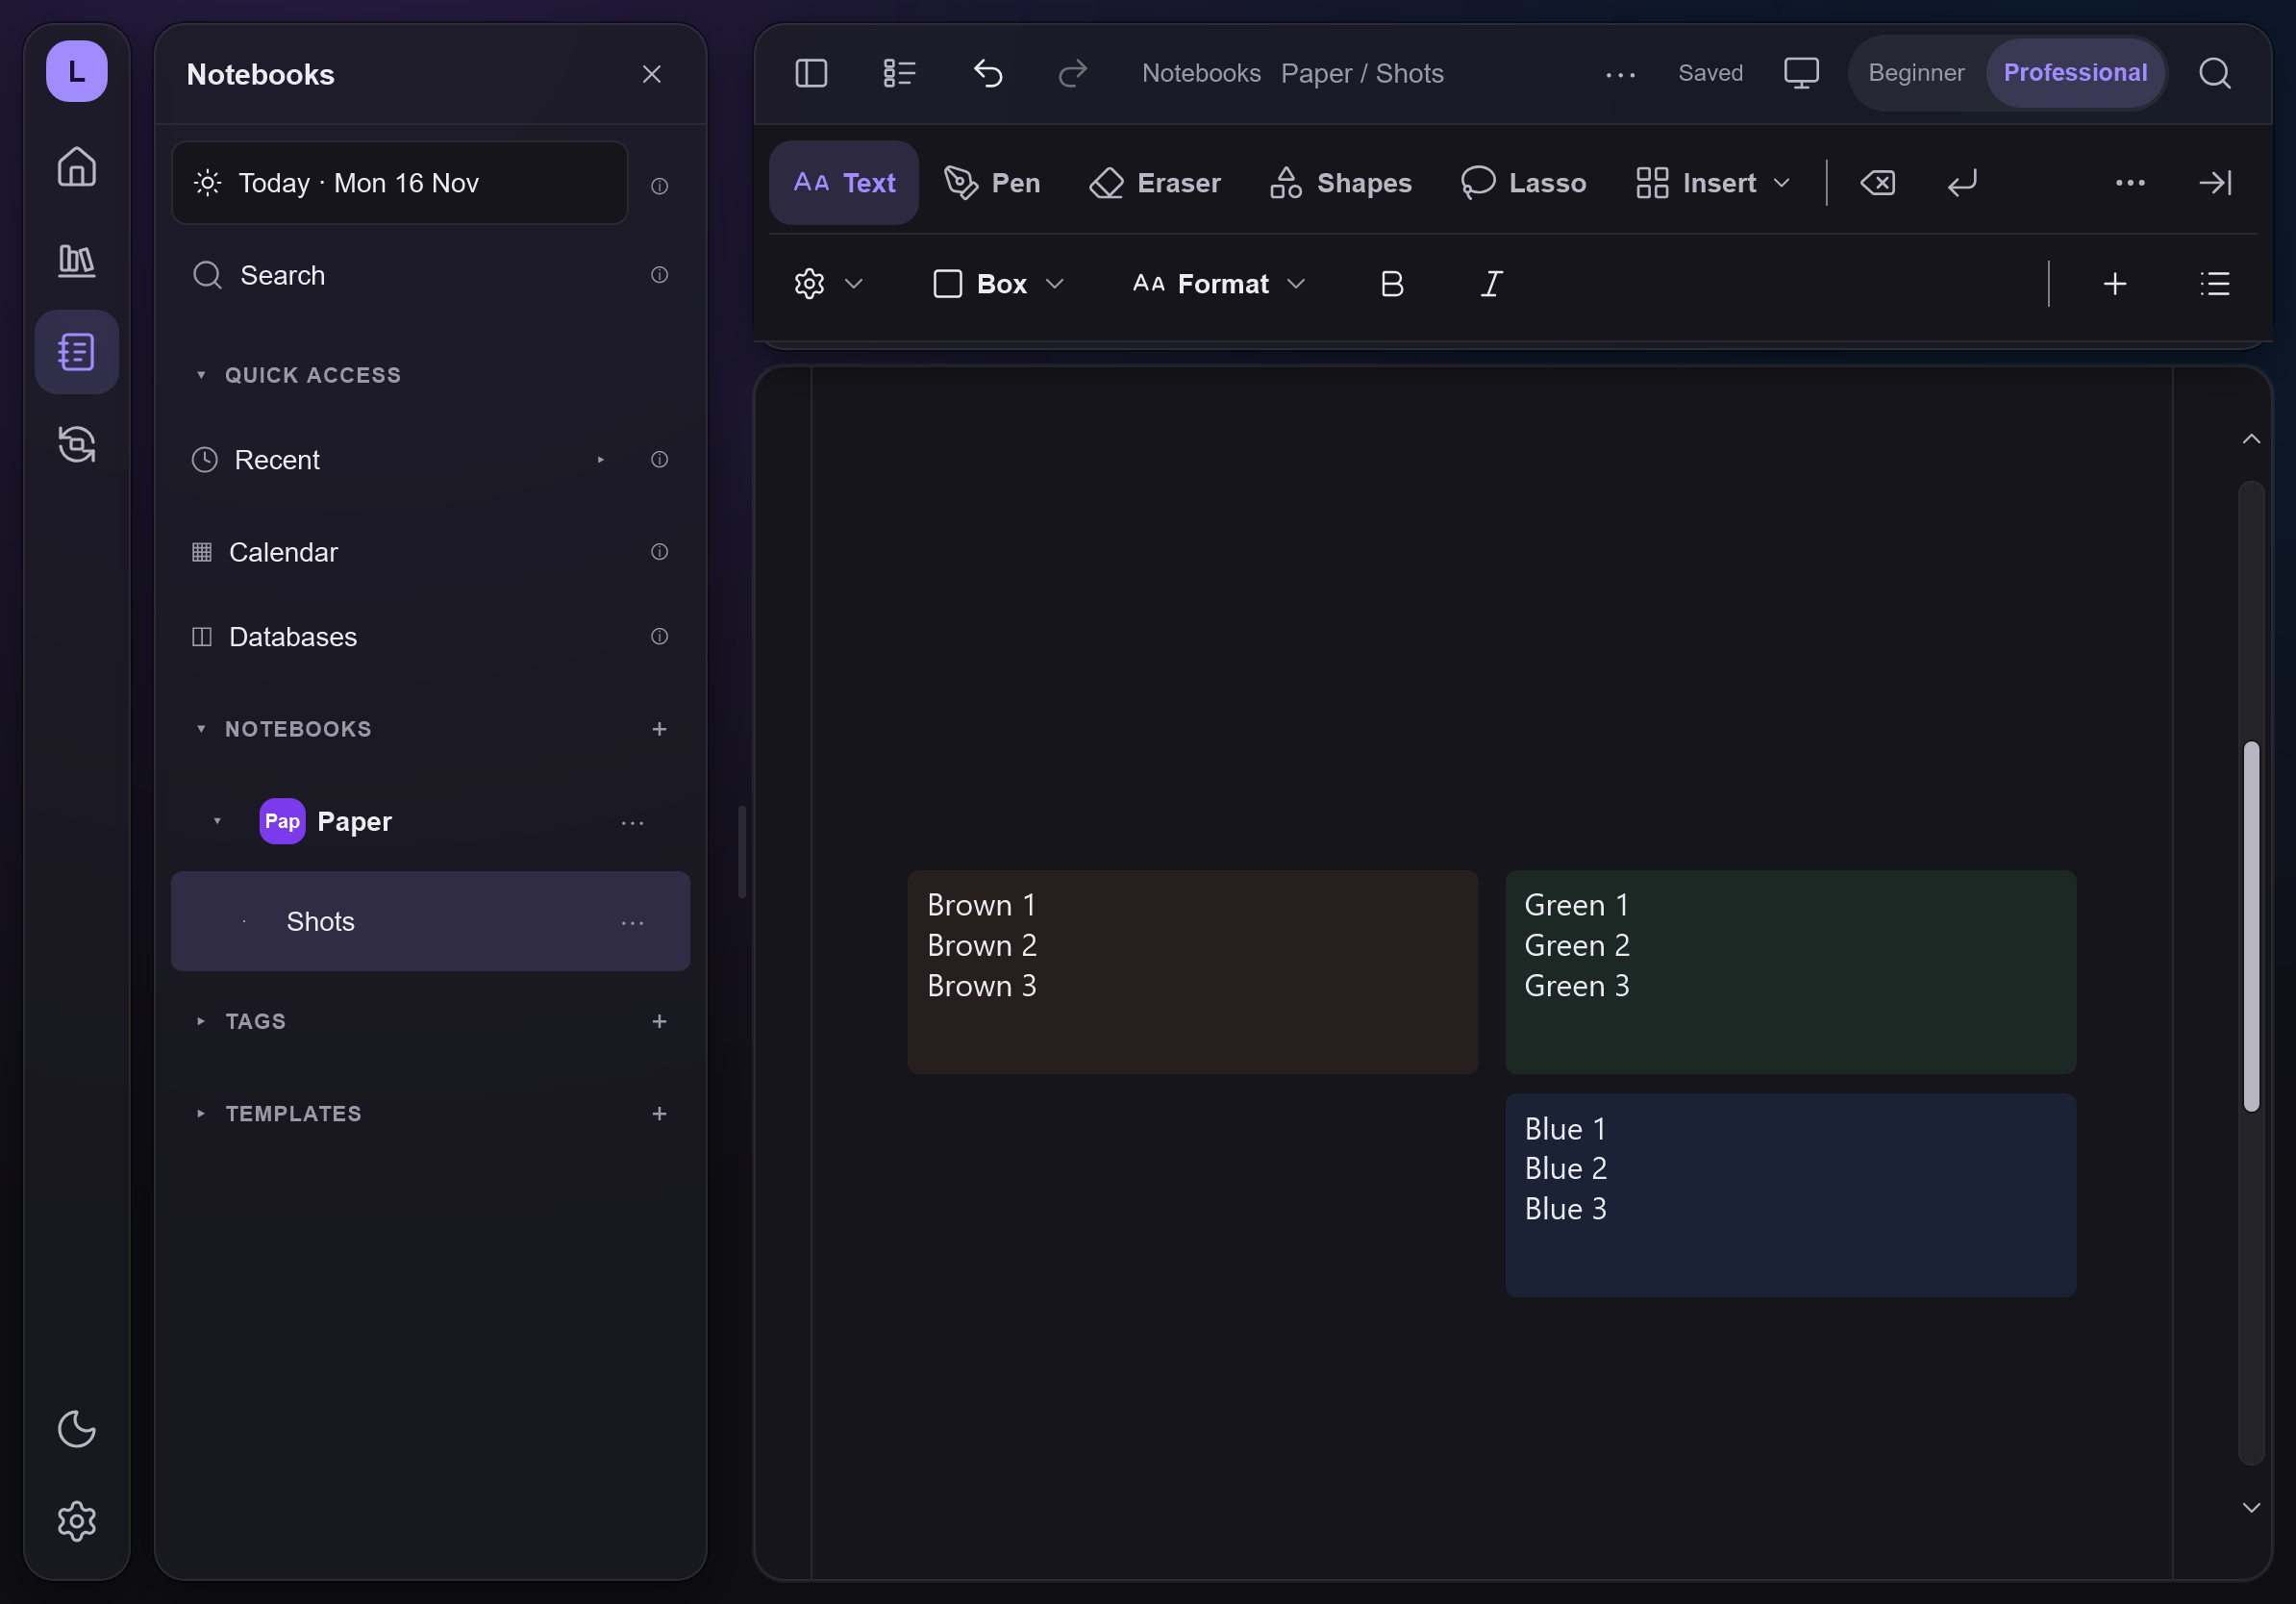 L
Notebooks
Today · Mon 16 Nov
Search
QUICK ACCESS
Recent
Calendar
Databases
NOTEBOOKS
Pap Paper
Shots
TAGS
TEMPLATES
Notebooks Paper / Shots
Saved
Beginner Professional
Text Pen Eraser Shapes Lasso Insert
Box Format B I
Brown 1
Brown 2
Brown 3
Green 1
Green 2
Green 3
Blue 1
Blue 2
Blue 3